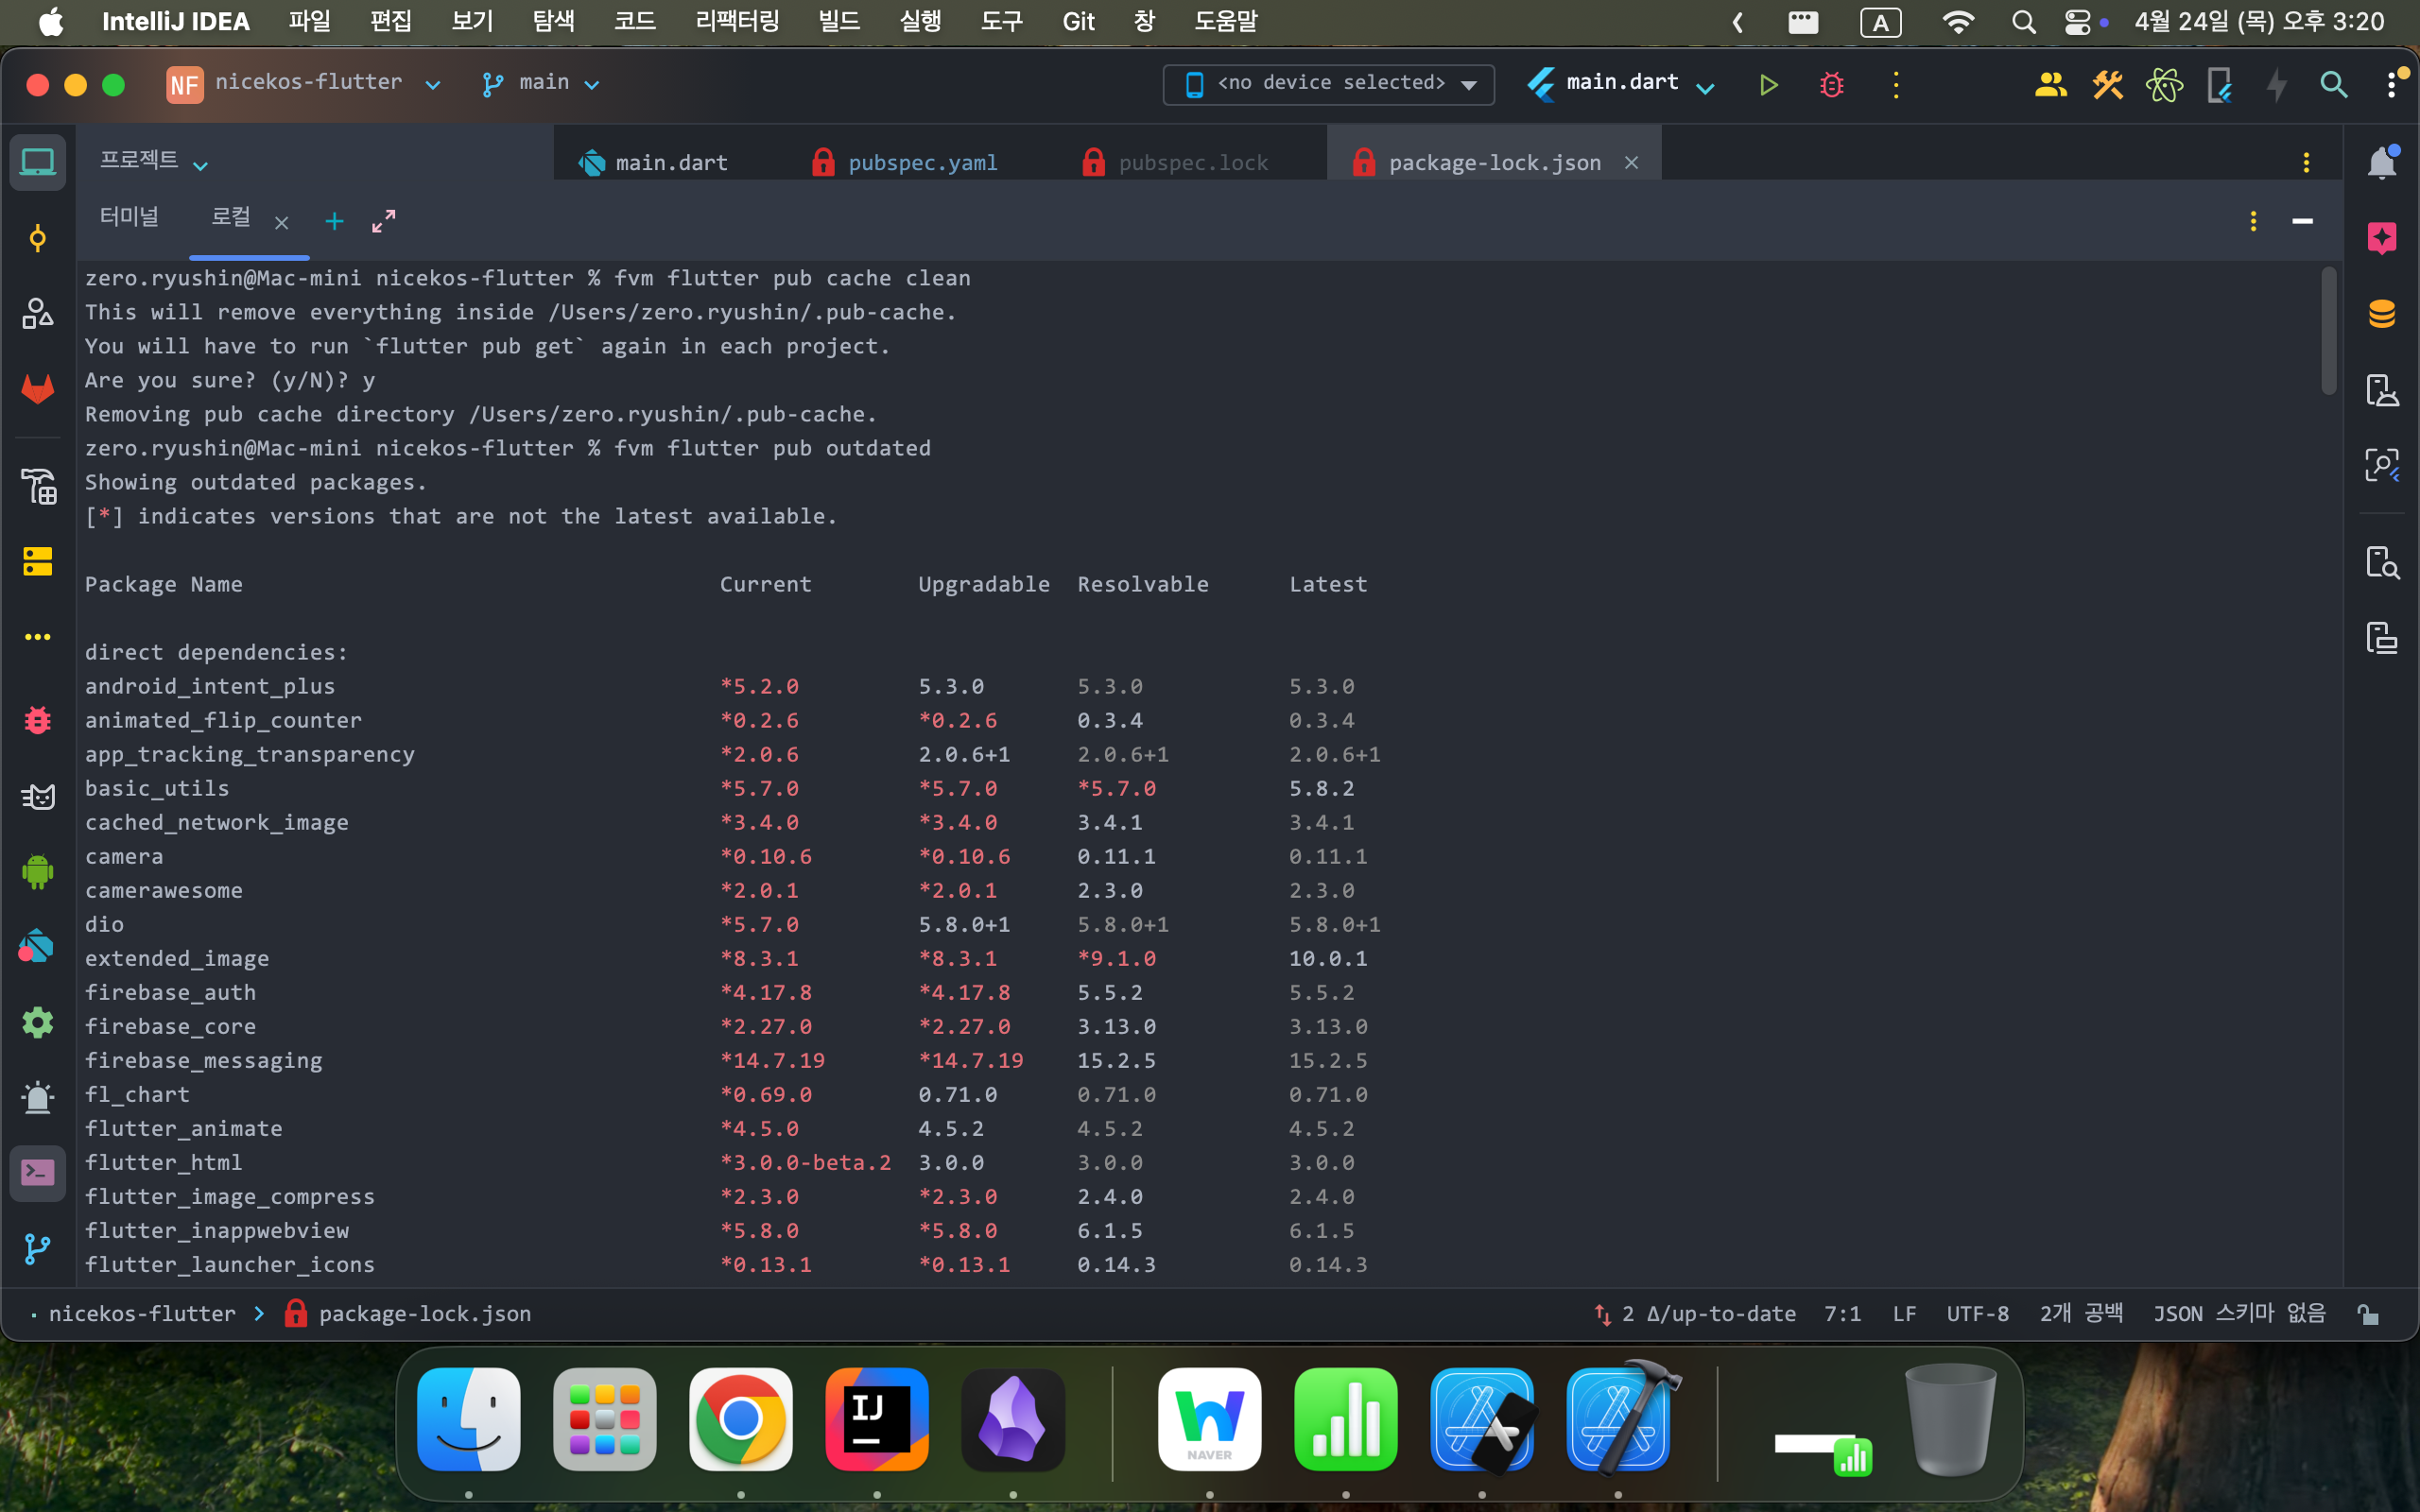 IntelliJ IDEA 파일 편집 보기 탐색 코드 리팩터링 빌드 실행 도구 Git 창 도움말 A 4월 24일 (목) 오후 3:20
NF nicekos-flutter main <no device selected> main.dart
프로젝트 main.dart pubspec.yaml pubspec.lock package-lock.json
터미널 로컬
zero.ryushin@Mac-mini nicekos-flutter % fvm flutter pub cache clean
This will remove everything inside /Users/zero.ryushin/.pub-cache.
You will have to run `flutter pub get` again in each project.
Are you sure? (y/N)? y
Removing pub cache directory /Users/zero.ryushin/.pub-cache.
zero.ryushin@Mac-mini nicekos-flutter % fvm flutter pub outdated
Showing outdated packages.
[*] indicates versions that are not the latest available.
Package Name Current Upgradable Resolvable Latest
direct dependencies:
android_intent_plus *5.2.0 5.3.0 5.3.0 5.3.0
animated_flip_counter *0.2.6 *0.2.6 0.3.4 0.3.4
app_tracking_transparency *2.0.6 2.0.6+1 2.0.6+1 2.0.6+1
basic_utils *5.7.0 *5.7.0 *5.7.0 5.8.2
cached_network_image *3.4.0 *3.4.0 3.4.1 3.4.1
camera *0.10.6 *0.10.6 0.11.1 0.11.1
camerawesome *2.0.1 *2.0.1 2.3.0 2.3.0
dio *5.7.0 5.8.0+1 5.8.0+1 5.8.0+1
extended_image *8.3.1 *8.3.1 *9.1.0 10.0.1
firebase_auth *4.17.8 *4.17.8 5.5.2 5.5.2
firebase_core *2.27.0 *2.27.0 3.13.0 3.13.0
firebase_messaging *14.7.19 *14.7.19 15.2.5 15.2.5
fl_chart *0.69.0 0.71.0 0.71.0 0.71.0
flutter_animate *4.5.0 4.5.2 4.5.2 4.5.2
flutter_html *3.0.0-beta.2 3.0.0 3.0.0 3.0.0
flutter_image_compress *2.3.0 *2.3.0 2.4.0 2.4.0
flutter_inappwebview *5.8.0 *5.8.0 6.1.5 6.1.5
flutter_launcher_icons *0.13.1 *0.13.1 0.14.3 0.14.3
nicekos-flutter package-lock.json 2 Δ/up-to-date 7:1 LF UTF-8 2개 공백 JSON 스키마 없음
IJ
NAVER